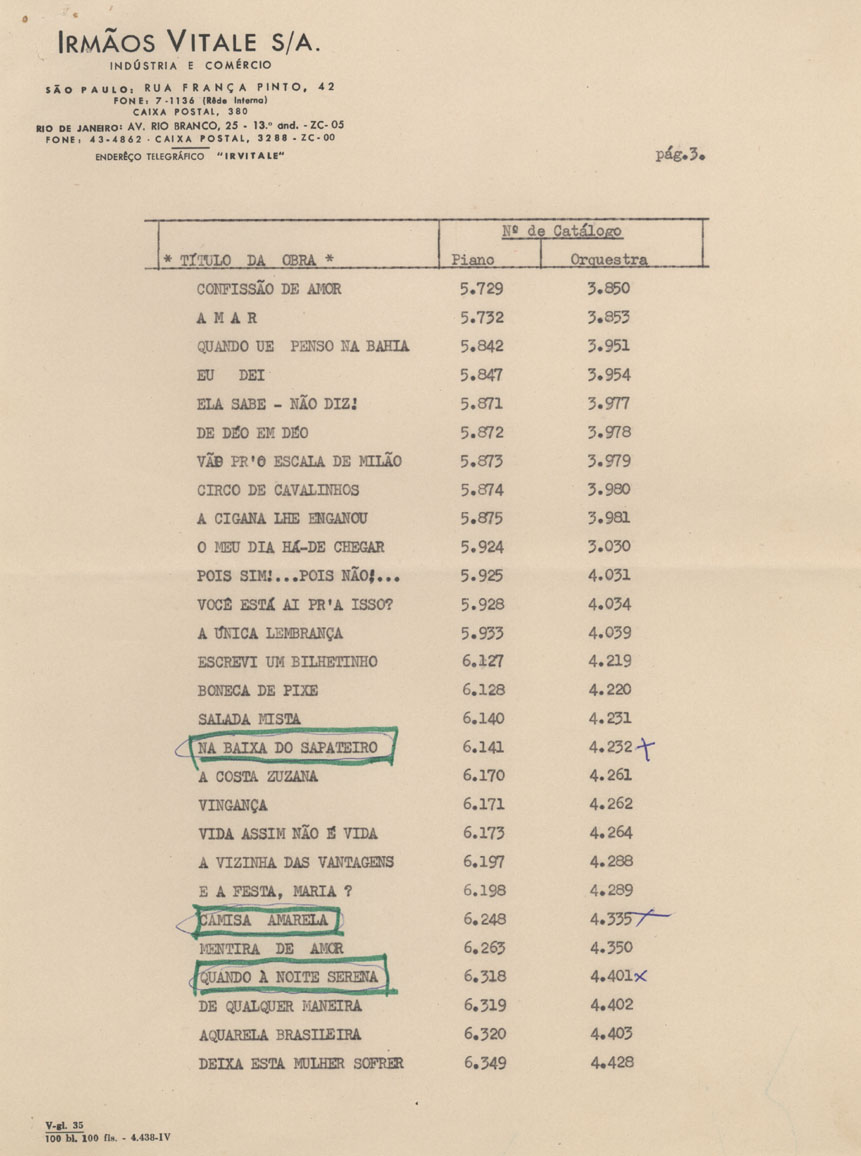 IRMÃOS VITALE S/A.
INDÚSTRIA E COMÉRCIO
SÃO PAULO: RUA FRANÇA PINTO, 42
FONE: 7-1136 (Rêde Interna)
CAIXA POSTAL, 380
RIO DE JANEIRO: AV. RIO BRANCO, 25 - 13.º and. - ZC- 05
FONE: 43-4862 - CAIXA POSTAL, 3288 - ZC-00
ENDERÊÇO TELEGRÁFICO "IRVITALE"
pág.3.
Nº de Catálogo
* TÍTULO DA OBRA * Piano Orquestra
CONFISSÃO DE AMOR 5.729 3.850
A M A R 5.732 3.853
QUANDO UE PENSO NA BAHIA 5.842 3.951
EU DEI 5.847 3.954
ELA SABE - NÃO DIZ! 5.871 3.977
DE DÉO EM DÉO 5.872 3.978
VÃO PR'O ESCALA DE MILÃO 5.873 3.979
CIRCO DE CAVALINHOS 5.874 3.980
A CIGANA LHE ENGANOU 5.875 3.981
O MEU DIA HÁ-DE CHEGAR 5.924 3.030
POIS SIM!...POIS NÃO!... 5.925 4.031
VOCÊ ESTÁ AI PR'A ISSO? 5.928 4.034
A ÚNICA LEMBRANÇA 5.933 4.039
ESCREVI UM BILHETINHO 6.127 4.219
BONECA DE PIXE 6.128 4.220
SALADA MISTA 6.140 4.231
NA BAIXA DO SAPATEIRO 6.141 4.232
A COSTA ZUZANA 6.170 4.261
VINGANÇA 6.171 4.262
VIDA ASSIM NÃO É VIDA 6.173 4.264
A VIZINHA DAS VANTAGENS 6.197 4.288
E A FESTA, MARIA ? 6.198 4.289
CAMISA AMARELA 6.248 4.335
MENTIRA DE AMOR 6.263 4.350
QUANDO À NOITE SERENA 6.318 4.401
DE QUALQUER MANEIRA 6.319 4.402
AQUARELA BRASILEIRA 6.320 4.403
DEIXA ESTA MULHER SOFRER 6.349 4.428
V-gl. 35
100 bl. 100 fls. - 4.438-IV